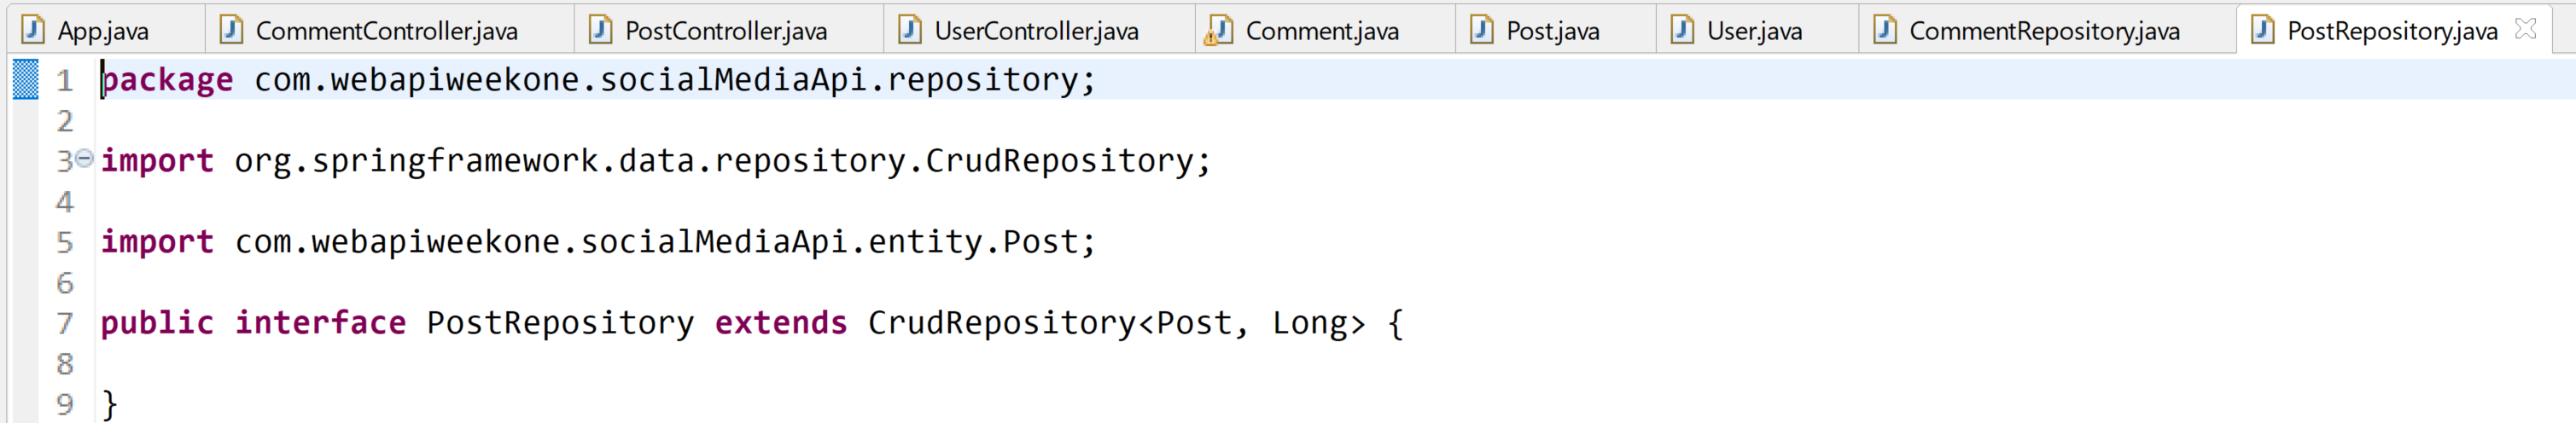 App.java CommentController.java PostController.java UserController.java Comment.java Post.java User.java CommentRepository.java PostRepository.java
1 package com.webapiweekone.socialMediaApi.repository;
2
3 import org.springframework.data.repository.CrudRepository;
4
5 import com.webapiweekone.socialMediaApi.entity.Post;
6
7 public interface PostRepository extends CrudRepository<Post, Long> {
8
9 }